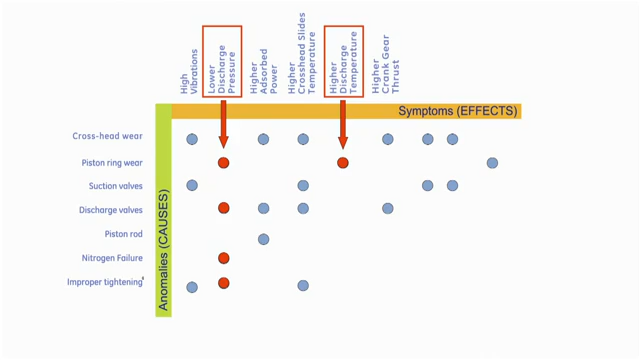 High
Vibrations
Lower
Discharge
Pressure
Higher
Adsorbed
Power
Higher
Crosshead Slides
Temperature
Higher
Discharge
Temperature
Higher
Crank Gear
Thrust
Symptoms (EFFECTS)
Anomalies (CAUSES)
Cross-head wear
Piston ring wear
Suction valves
Discharge valves
Piston rod
Nitrogen Failure
Improper tightening